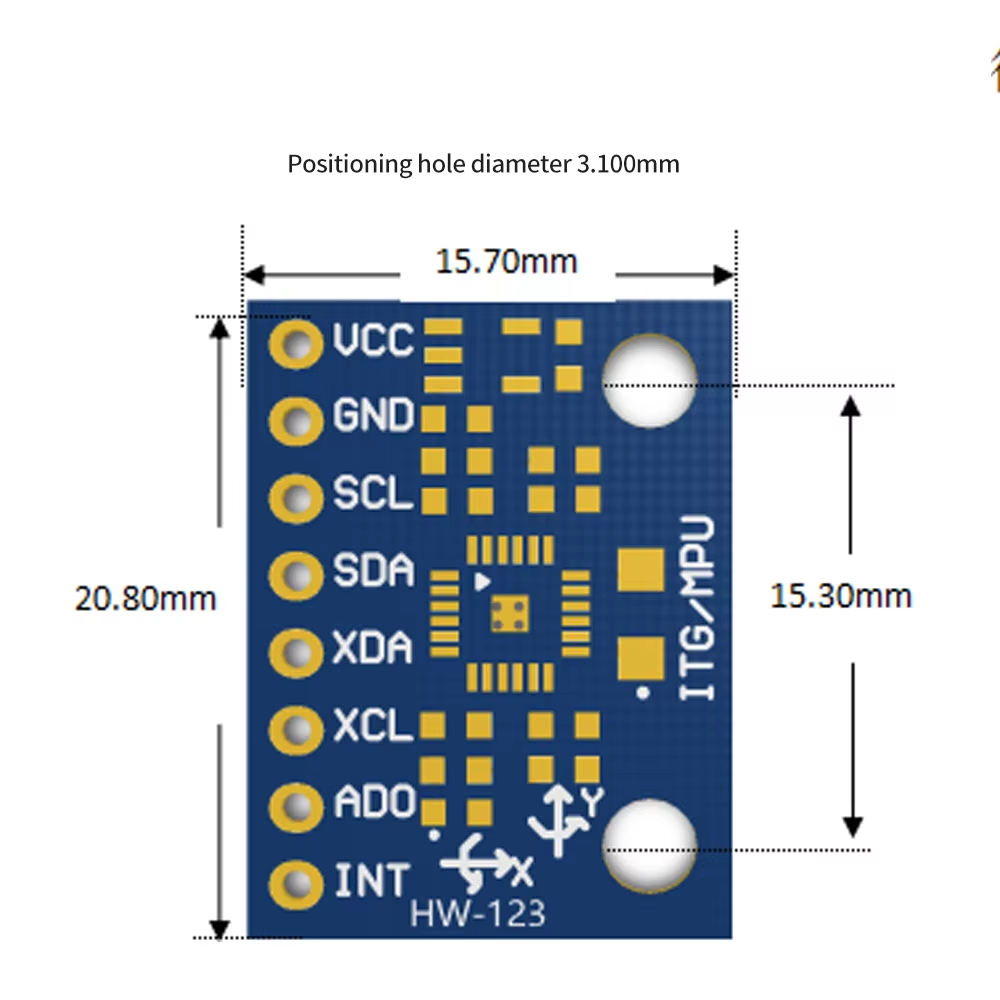 Positioning hole diameter 3.100mm
15.70mm
VCC
GND
SCL
SDA
XDA
XCL
ADO
INT
20.80mm
15.30mm
ITG/MPU
Y
X
HW-123